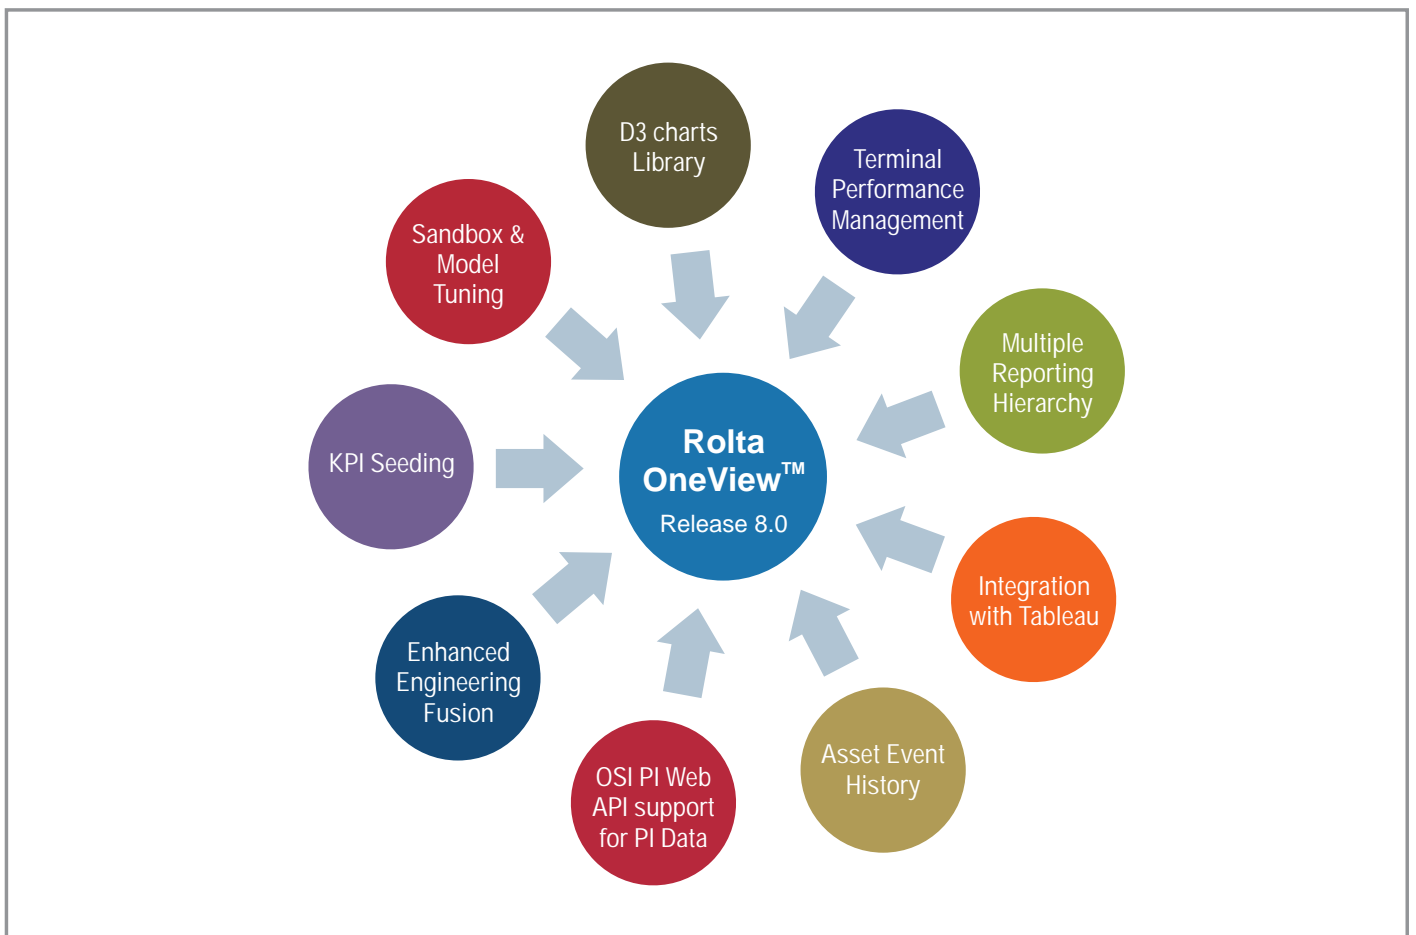 D3 charts
Library
Terminal
Performance
Management
Multiple
Reporting
Hierarchy
Integration
with Tableau
Asset Event
History
OSI PI Web
API support
for PI Data
Enhanced
Engineering
Fusion
KPI Seeding
Sandbox &
Model
Tuning
Rolta
OneView™
Release 8.0